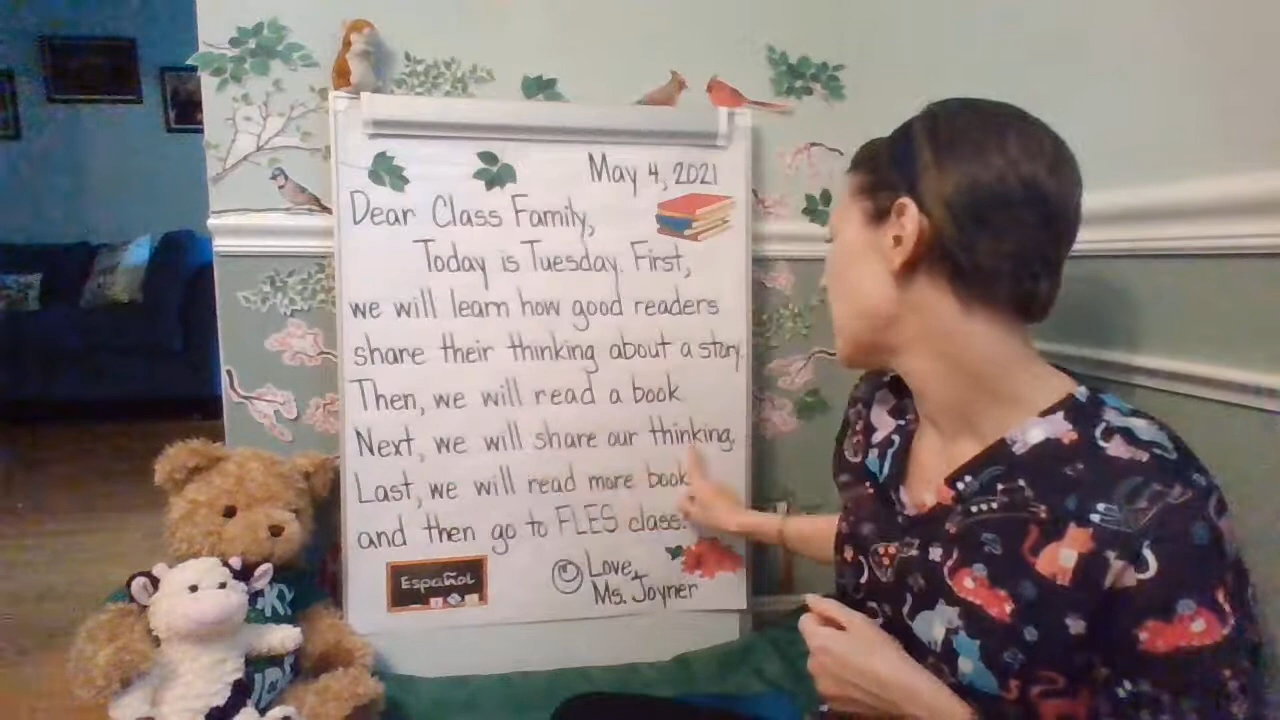 May 4, 2021
Dear Class Family,
Today is Tuesday. First,
we will learn how good readers
share their thinking about a story.
Then, we will read a book
Next, we will share our thinking.
Last, we will read more book
and then go to FLES class.
Love,
Ms. Joyner
Español